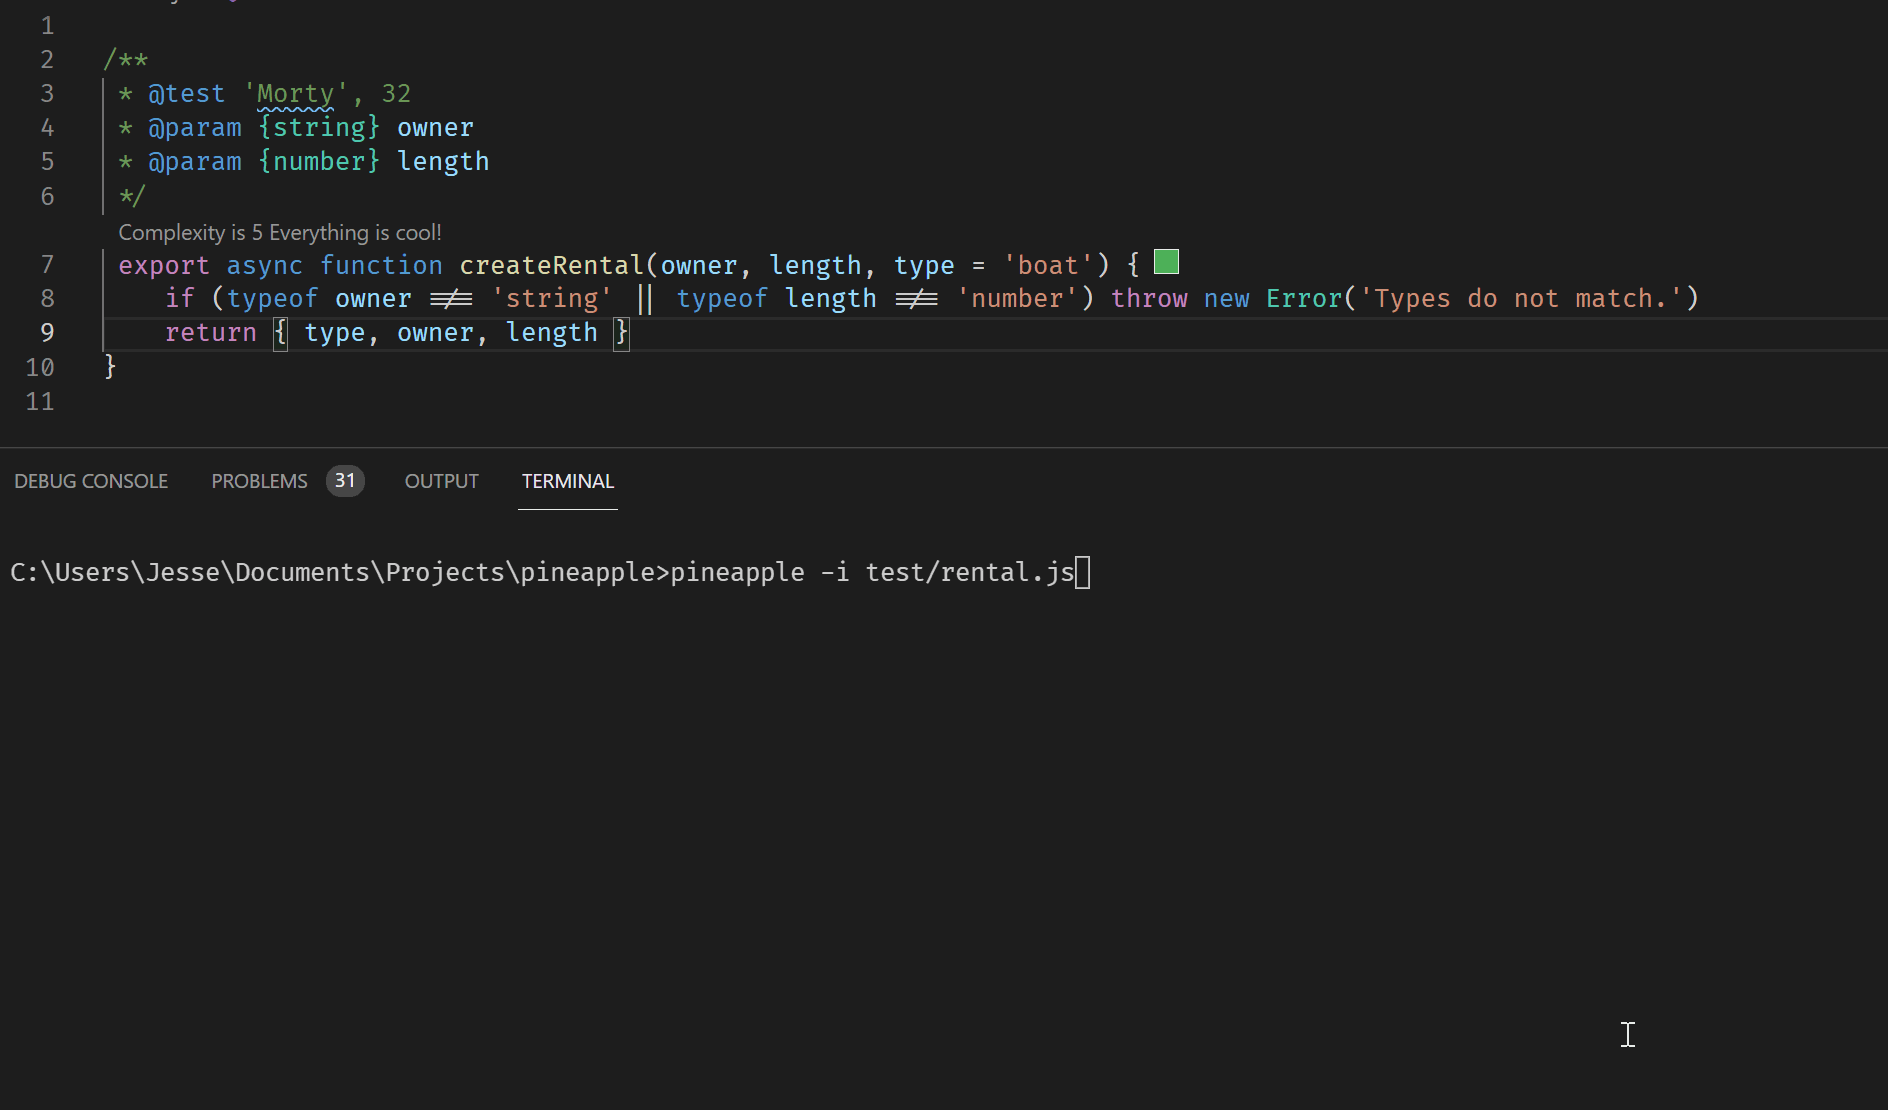 1
2 /**
3 * @test 'Morty', 32
4 * @param {string} owner
5 * @param {number} length
6 */
Complexity is 5 Everything is cool!
7 export async function createRental(owner, length, type = 'boat') {
8 if (typeof owner !== 'string' || typeof length !== 'number') throw new Error('Types do not match.')
9 return { type, owner, length }
10 }
11
DEBUG CONSOLE PROBLEMS 31 OUTPUT TERMINAL
C:\Users\Jesse\Documents\Projects\pineapple>pineapple -i test/rental.js